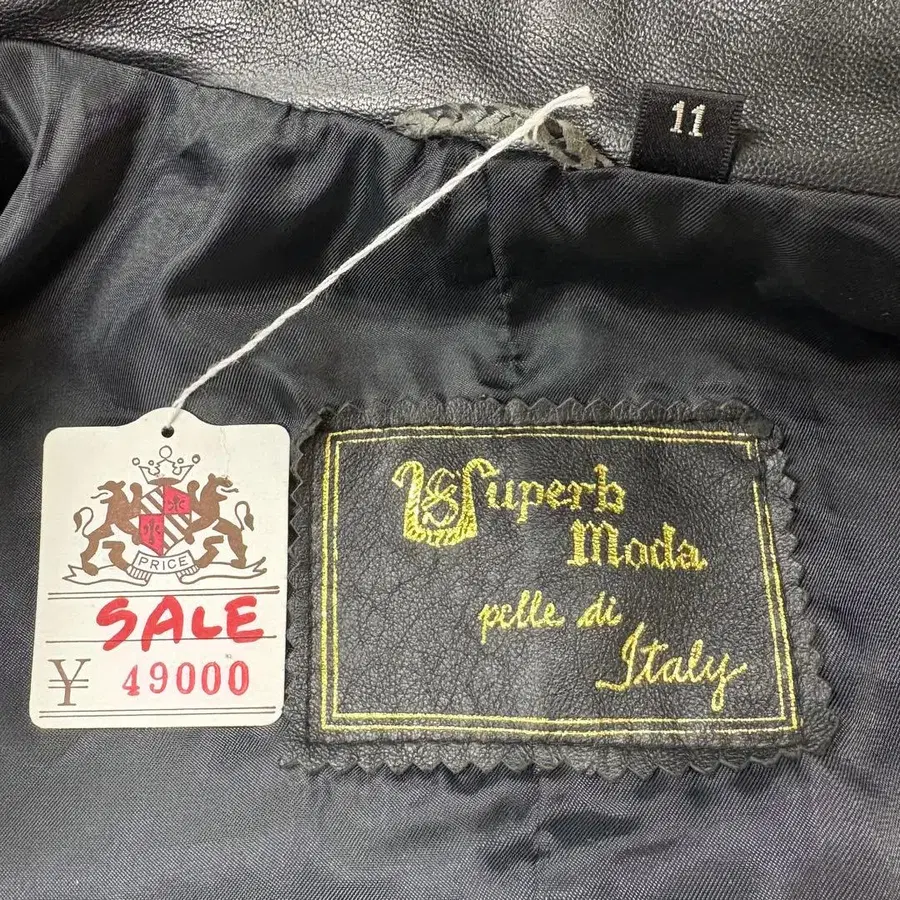 11
PRICE
SALE
¥ 49000
Superb
Moda
pelle di
Italy